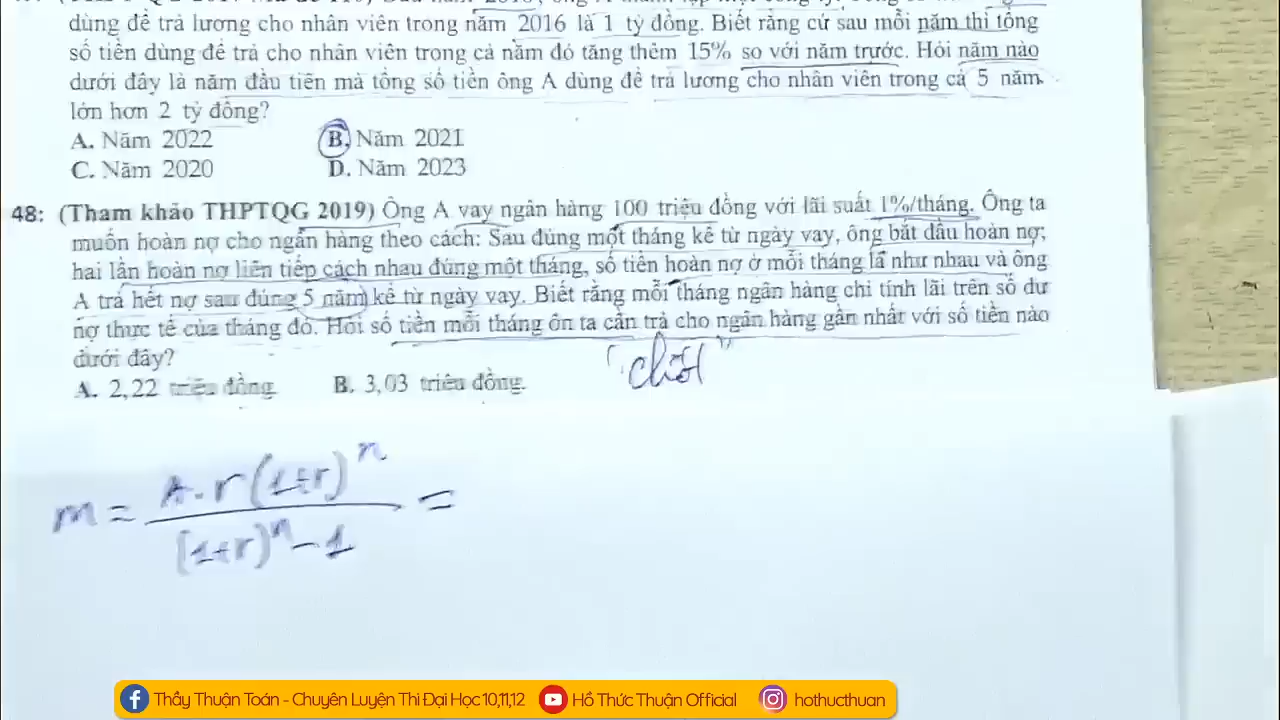 dùng để trả lương cho nhân viên trong năm 2016 là 1 tỷ đồng. Biết rằng cứ sau mỗi năm thì tổng
số tiền dùng để trả cho nhân viên trong cả năm đó tăng thêm 15% so với năm trước. Hỏi năm nào
dưới đây là năm đầu tiên mà tổng số tiền ông A dùng để trả lương cho nhân viên trong cả 5 năm
lớn hơn 2 tỷ đồng?
A. Năm 2022 B. Năm 2021
C. Năm 2020 D. Năm 2023
48: (Tham khảo THPTQG 2019) Ông A vay ngân hàng 100 triệu đồng với lãi suất 1%/tháng. Ông ta
muốn hoàn nợ cho ngân hàng theo cách: Sau đúng một tháng kể từ ngày vay, ông bắt đầu hoàn nợ;
hai lần hoàn nợ liên tiếp cách nhau đúng một tháng, số tiền hoàn nợ ở mỗi tháng là như nhau và ông
A trả hết nợ sau đúng 5 năm kể từ ngày vay. Biết rằng mỗi tháng ngân hàng chỉ tính lãi trên số dư
nợ thực tế của tháng đó. Hỏi số tiền mỗi tháng ôn ta cần trả cho ngân hàng gần nhất với số tiền nào
dưới đây?
"chốt"
A. 2,22 triệu đồng B. 3,03 triệu đồng.
m = A.r(1+r)^n / (1+r)^n - 1 =
Thầy Thuận Toán - Chuyên Luyện Thi Đại Học 10,11,12 Hồ Thức Thuận Official hothucthuan